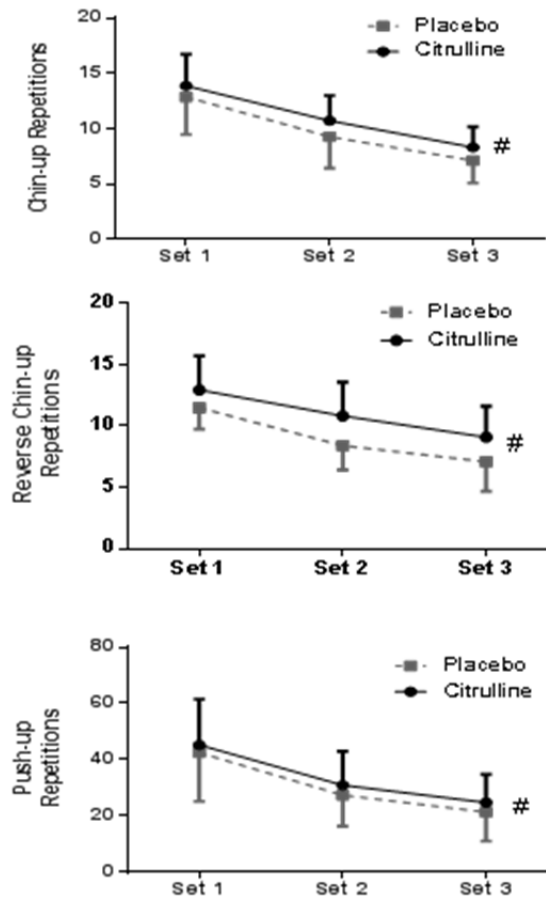 20
Placebo
Citrulline
15
10
5
0
Chin-up Repetitions
#
Set 1 Set 2 Set 3
20
Placebo
Citrulline
15
10
5
0
Reverse Chin-up
Repetitions
#
Set 1 Set 2 Set 3
80
Placebo
Citrulline
60
40
20
0
Push-up
Repetitions
#
Set 1 Set 2 Set 3